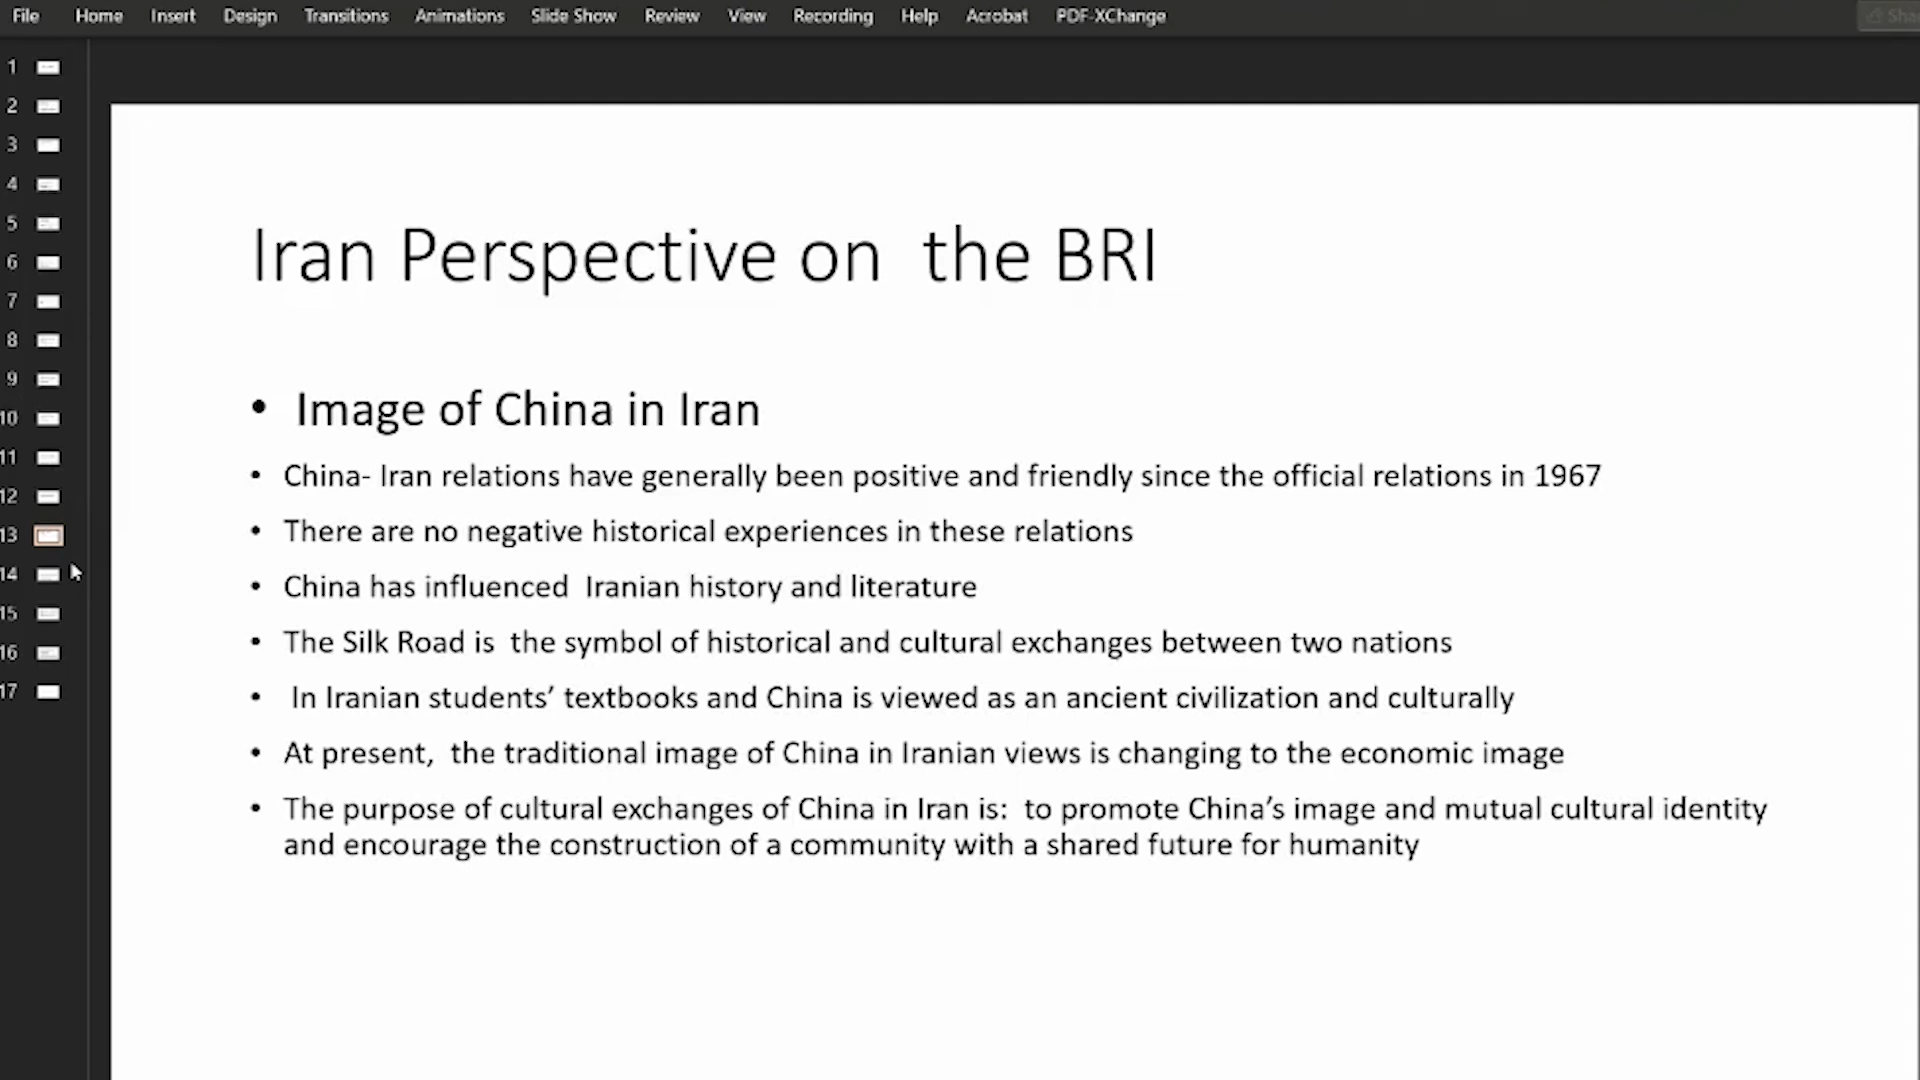 File Home Insert Design Transitions Animations Slide Show Review View Recording Help Acrobat PDF-XChange
1
2
3
4
5
6
7
8
9
10
11
12
13
14
15
16
17
Iran Perspective on  the BRI
• Image of China in Iran
• China- Iran relations have generally been positive and friendly since the official relations in 1967
• There are no negative historical experiences in these relations
• China has influenced  Iranian history and literature
• The Silk Road is  the symbol of historical and cultural exchanges between two nations
• In Iranian students’ textbooks and China is viewed as an ancient civilization and culturally
• At present,  the traditional image of China in Iranian views is changing to the economic image
• The purpose of cultural exchanges of China in Iran is:  to promote China’s image and mutual cultural identity
and encourage the construction of a community with a shared future for humanity